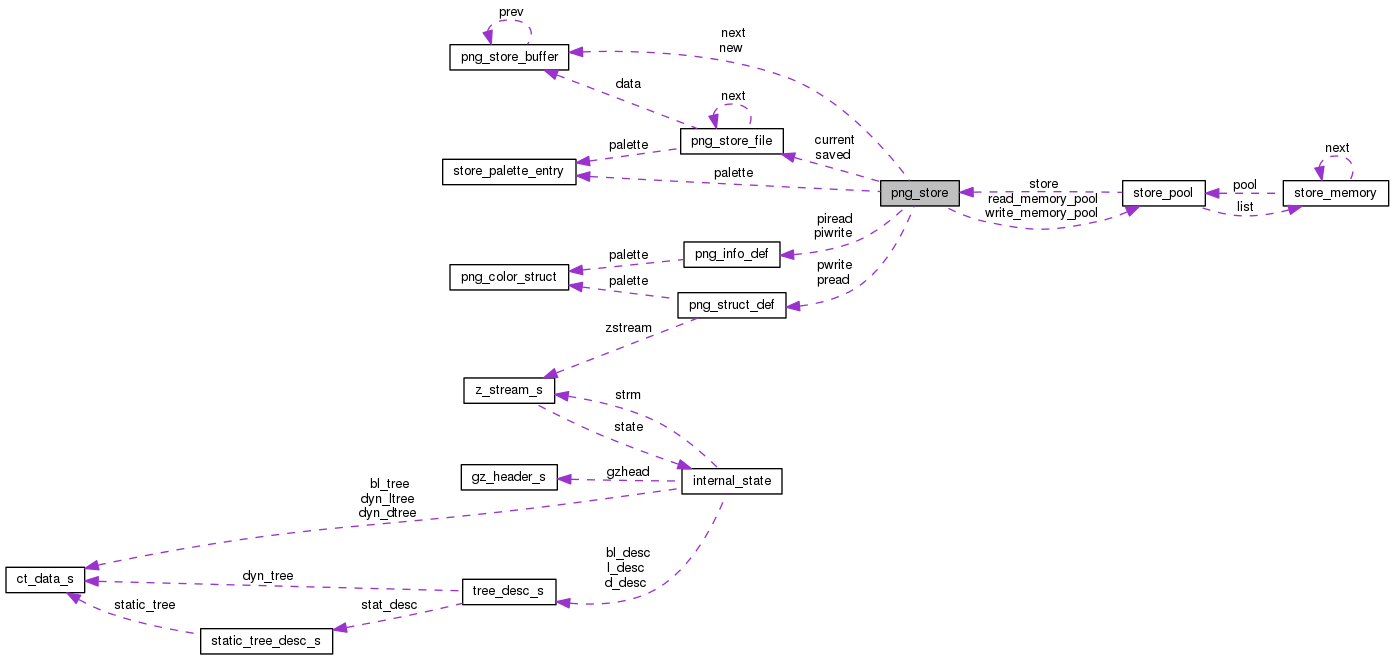 prev
next
new
png_store_buffer
data
next
png_store_file
current
saved
palette
store_palette_entry
palette
next
png_store
store
read_memory_pool
write_memory_pool
store_pool
pool
list
store_memory
piread
piwrite
png_info_def
palette
png_color_struct
palette
pwrite
pread
png_struct_def
zstream
z_stream_s
strm
state
gz_header_s
gzhead
internal_state
bl_tree
dyn_ltree
dyn_dtree
bl_desc
l_desc
d_desc
ct_data_s
dyn_tree
tree_desc_s
static_tree
stat_desc
static_tree_desc_s